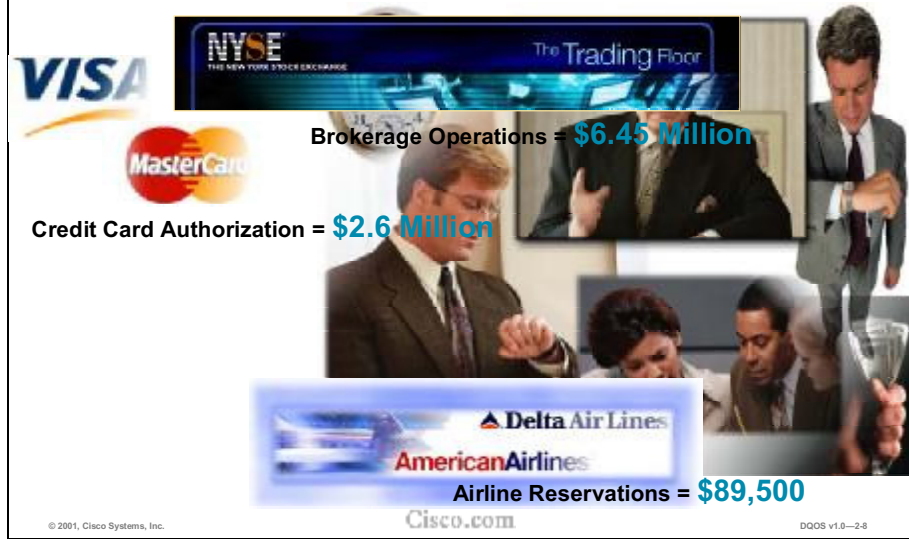 VISA
NYSE
THE NEW YORK STOCK EXCHANGE
The Trading Floor
Brokerage Operations = $6.45 Million
MasterCard
Credit Card Authorization = $2.6 Million
Delta Air Lines
AmericanAirlines
Airline Reservations = $89,500
© 2001, Cisco Systems, Inc.
Cisco.com
DQOS v1.0—2-8